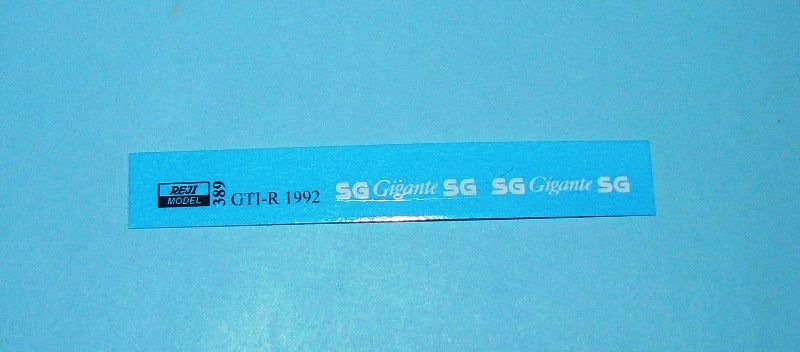 REJI MODEL
389
GTI-R 1992
SG Gigante SG SG Gigante SG